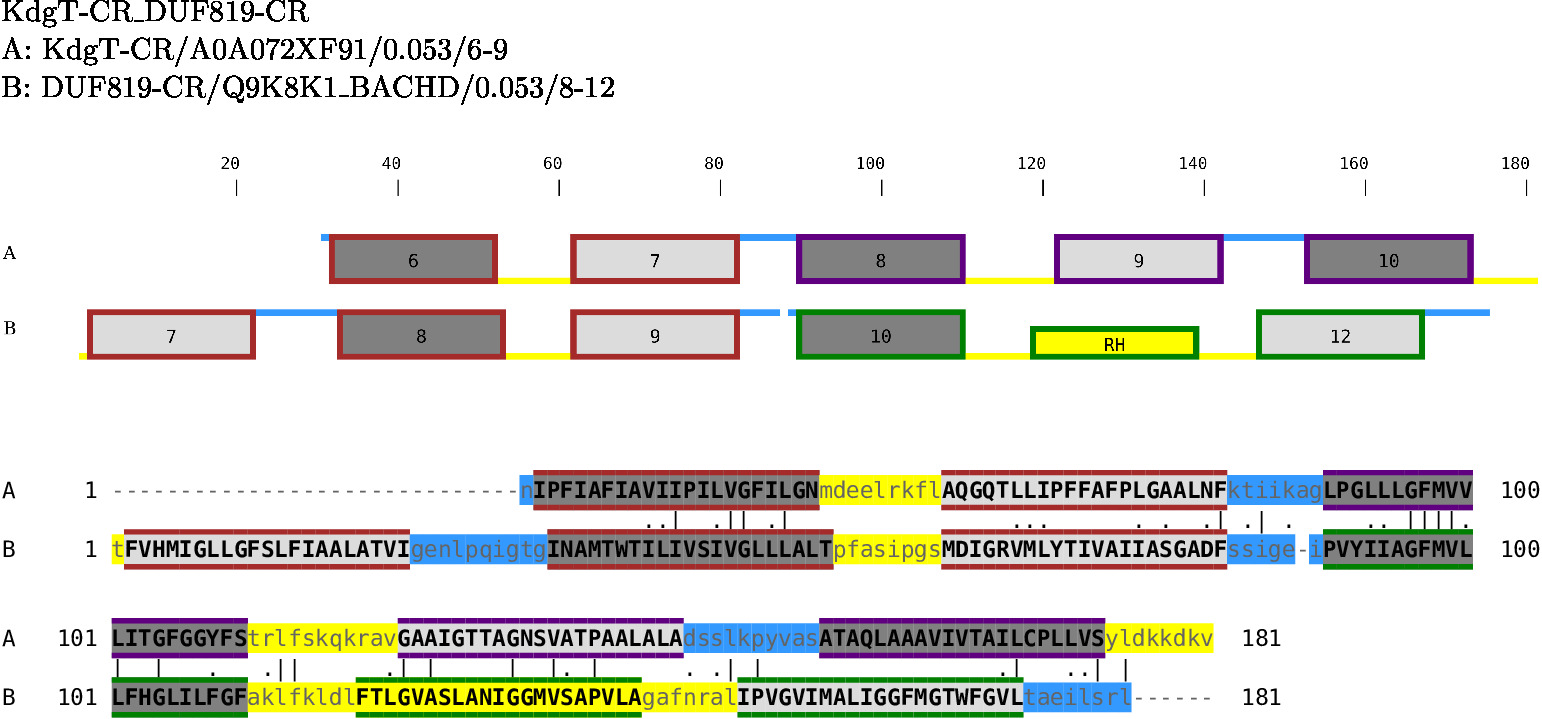 KdgT-CR_DUF819-CR
A: KdgT-CR/A0A072XF91/0.053/6-9
B: DUF819-CR/Q9K8K1_BACHD/0.053/8-12
20 40 60 80 100 120 140 160 180
A 6 7 8 9 10
B 7 8 9 10 RH 12
A 1 ------------------------------nIPFIAFIAVIIPILVGFILGNmdeelrkflAQGQTLLIPFFAFPLGAALNFktiikagLPGLLLGFMVV 100
..| .|| .| ... . . .| .| . .. ||||.
B 1 tFVHMIGLLGFSLFIAALATVIgenlpqigtgINAMTWTILIVSIVGLLLALTpfasipgsMDIGRVMLYTIVAIIASGADFssige-iPVYIIAGFMVL 100
A 101 LITGFGGYFStrlfskqkravGAAIGTTAGNSVATPAALALAdsslkpyvasATAQLAAAVIVTAILCPLLVSyldkkdkv 181
| | . .|| .| | | |. | . .| | .| ..| |
B 101 LFHGLILFGFaklfkldlFTLGVASLANIGGMVSAPVLAgafnralIPVGVIMALIGGFMGTWFGVLtaeilsrl------ 181